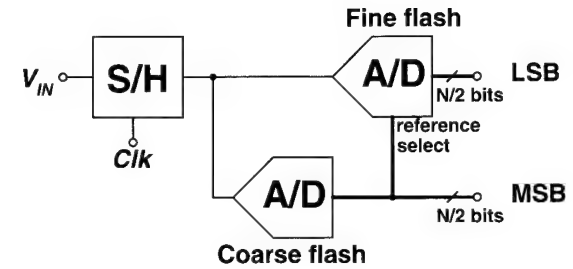 Fine flash
V_IN
S/H
A/D
LSB
N/2 bits
reference
select
Clk
A/D
MSB
N/2 bits
Coarse flash